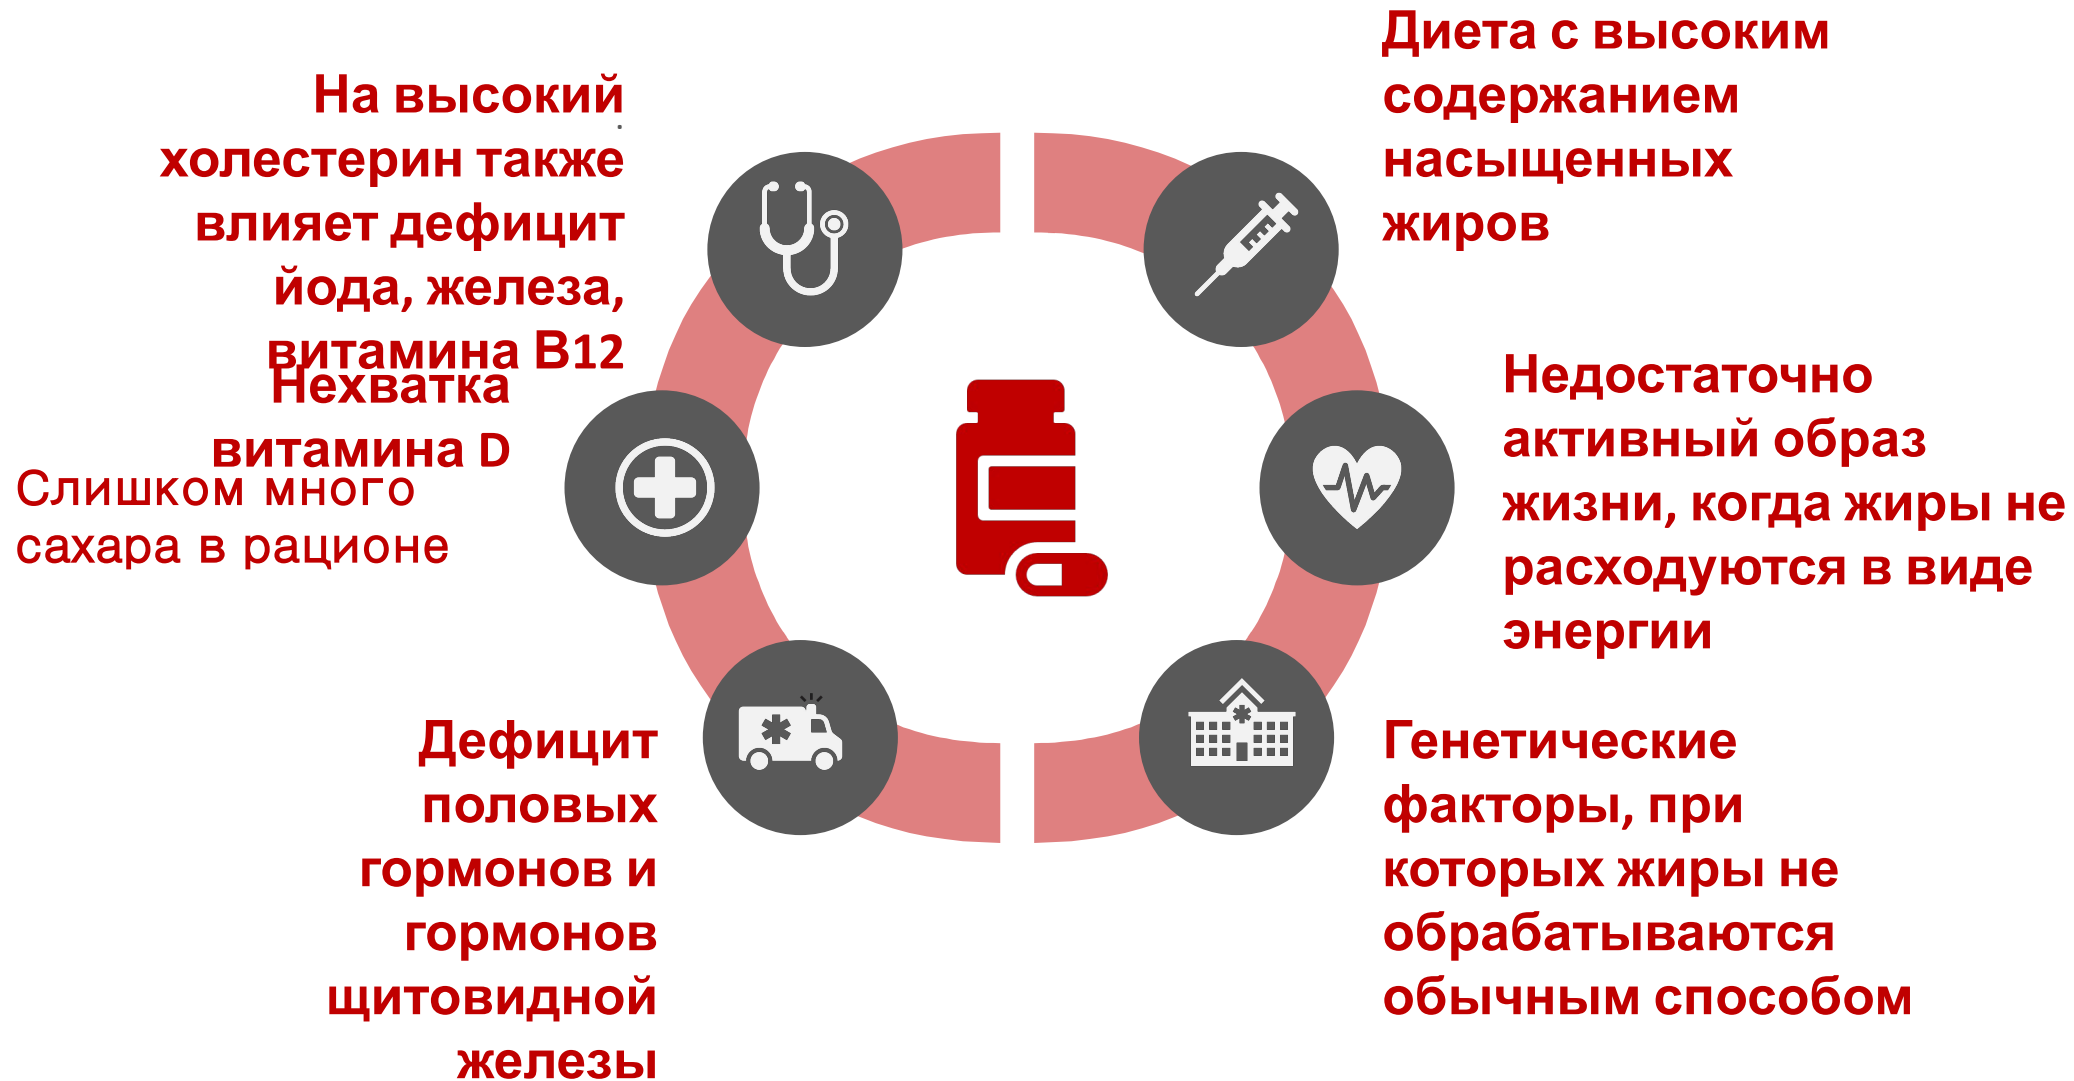 На высокий
холестерин также
влияет дефицит
йода, железа,
витамина В12
Нехватка
витамина D
Слишком много
сахара в рационе
Дефицит
половых
гормонов и
гормонов
щитовидной
железы
Диета с высоким
содержанием
насыщенных
жиров
Недостаточно
активный образ
жизни, когда жиры не
расходуются в виде
энергии
Генетические
факторы, при
которых жиры не
обрабатываются
обычным способом